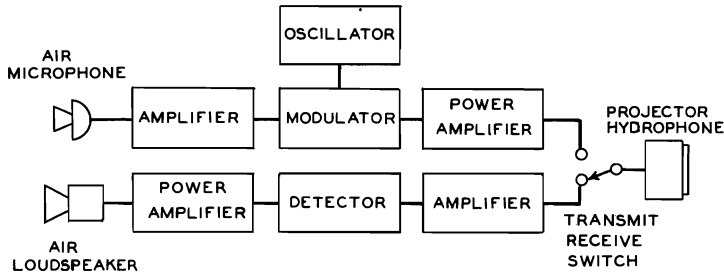 OSCILLATOR
AIR
MICROPHONE
AMPLIFIER
MODULATOR
POWER
AMPLIFIER
PROJECTOR
HYDROPHONE
POWER
AMPLIFIER
DETECTOR
AMPLIFIER
TRANSMIT
RECEIVE
SWITCH
AIR
LOUDSPEAKER